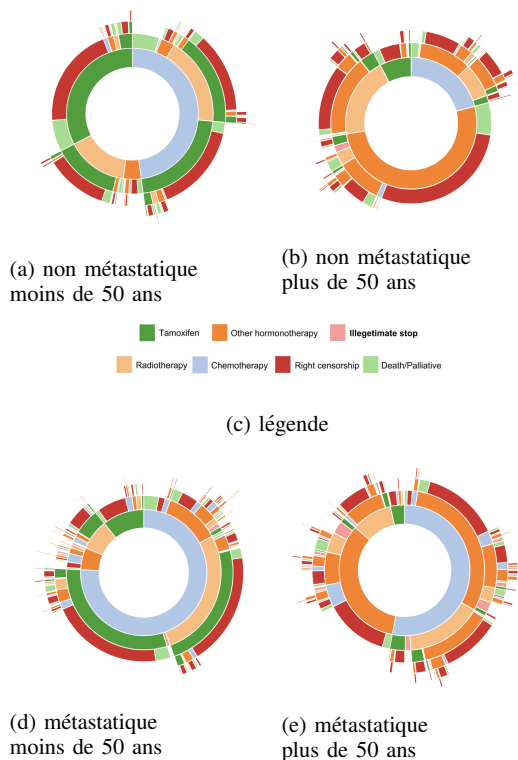 (a) non métastatique
moins de 50 ans
(b) non métastatique
plus de 50 ans
Tamoxifen Other hormonotherapy Illegetimate stop
Radiotherapy Chemotherapy Right censorship Death/Palliative
(c) légende
(d) métastatique
moins de 50 ans
(e) métastatique
plus de 50 ans